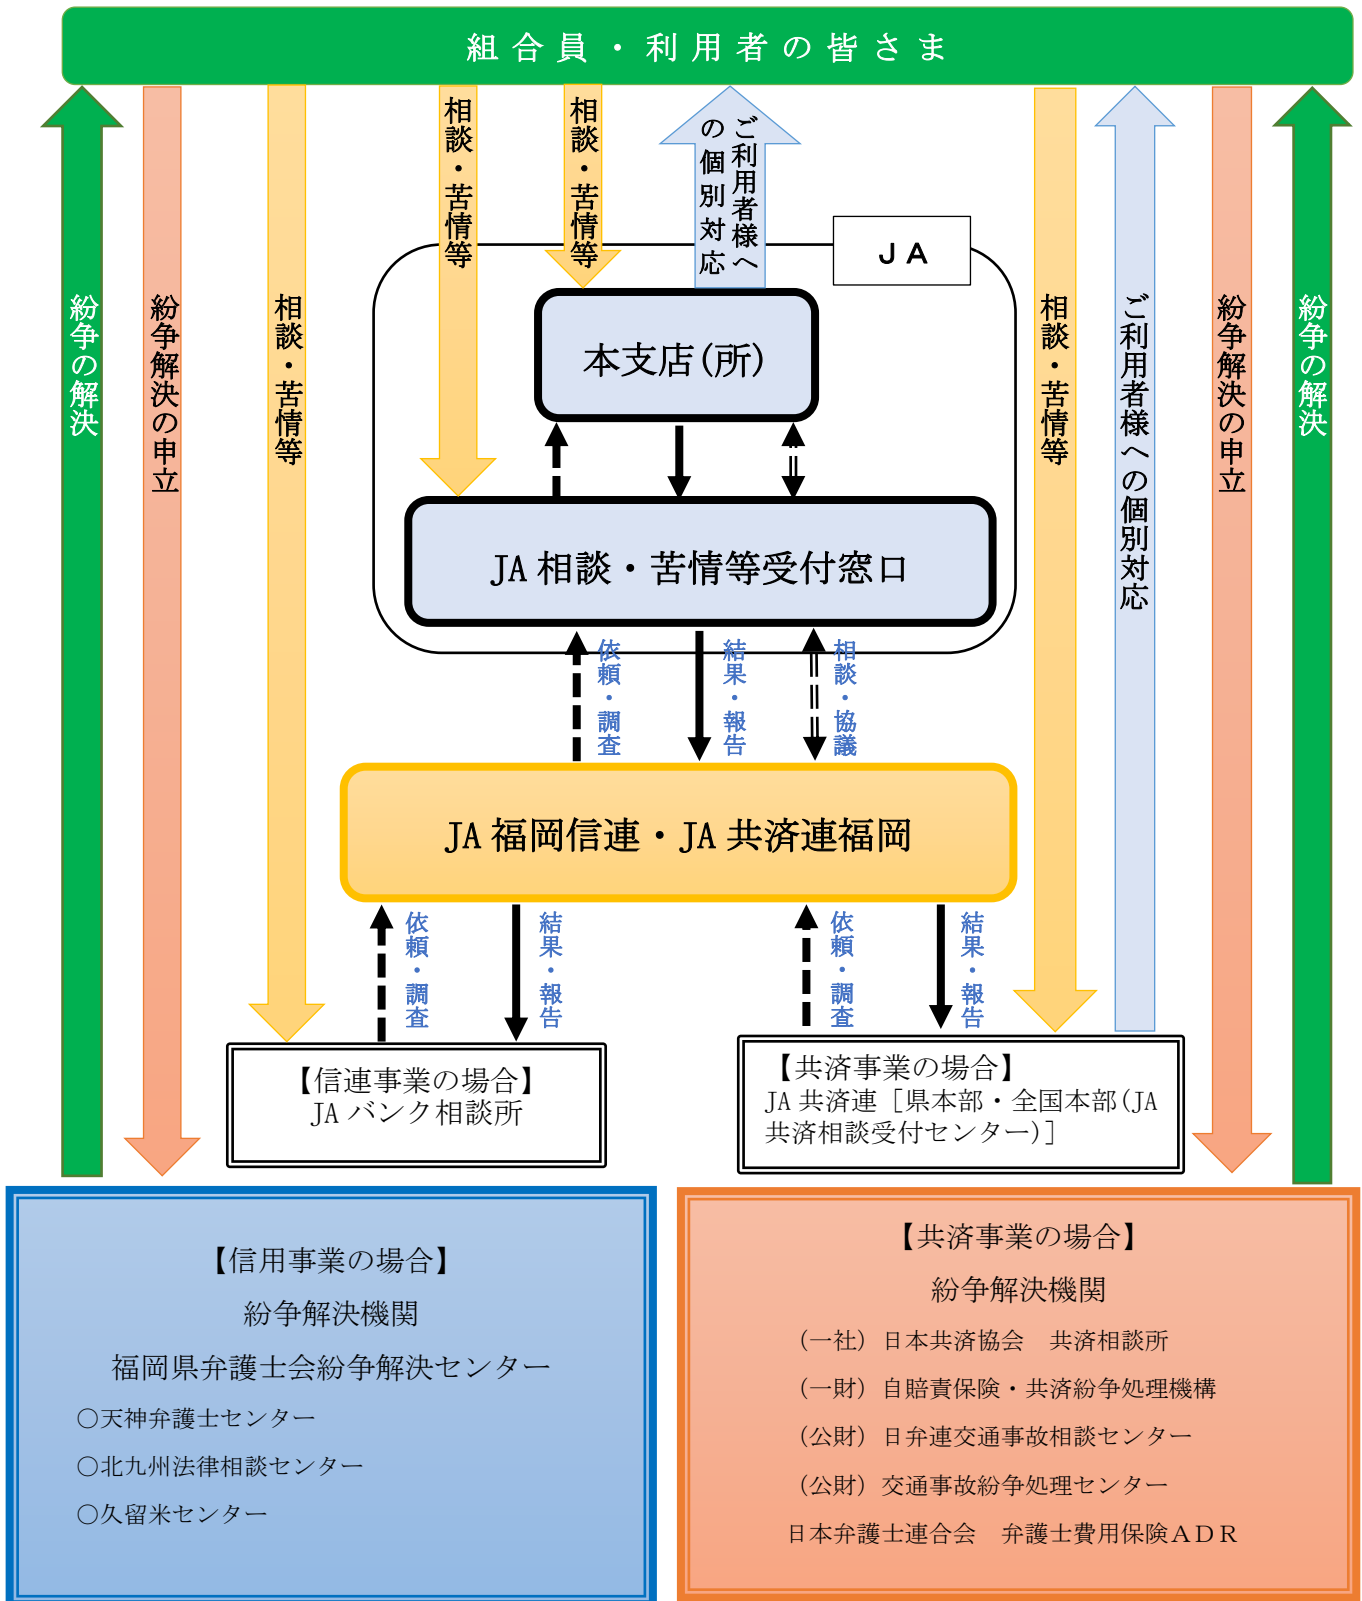 組合員・利用者の皆さま
紛争の解決
紛争解決の申立
相談・苦情等
相談・苦情等
相談・苦情等
ご利用者様へ
の個別対応
相談・苦情等
ご利用者様への個別対応
紛争解決の申立
紛争の解決
ＪＡ
本支店(所)
JA 相談・苦情等受付窓口
依頼・調査
結果・報告
相談・協議
JA 福岡信連・JA 共済連福岡
依頼・調査
結果・報告
依頼・調査
結果・報告
【信連事業の場合】
JA バンク相談所
【共済事業の場合】
JA 共済連［県本部・全国本部(JA
共済相談受付センター)］
【信用事業の場合】
紛争解決機関
福岡県弁護士会紛争解決センター
〇天神弁護士センター
〇北九州法律相談センター
〇久留米センター
【共済事業の場合】
紛争解決機関
（一社）日本共済協会　共済相談所
（一財）自賠責保険・共済紛争処理機構
（公財）日弁連交通事故相談センター
（公財）交通事故紛争処理センター
日本弁護士連合会　弁護士費用保険ＡＤＲ